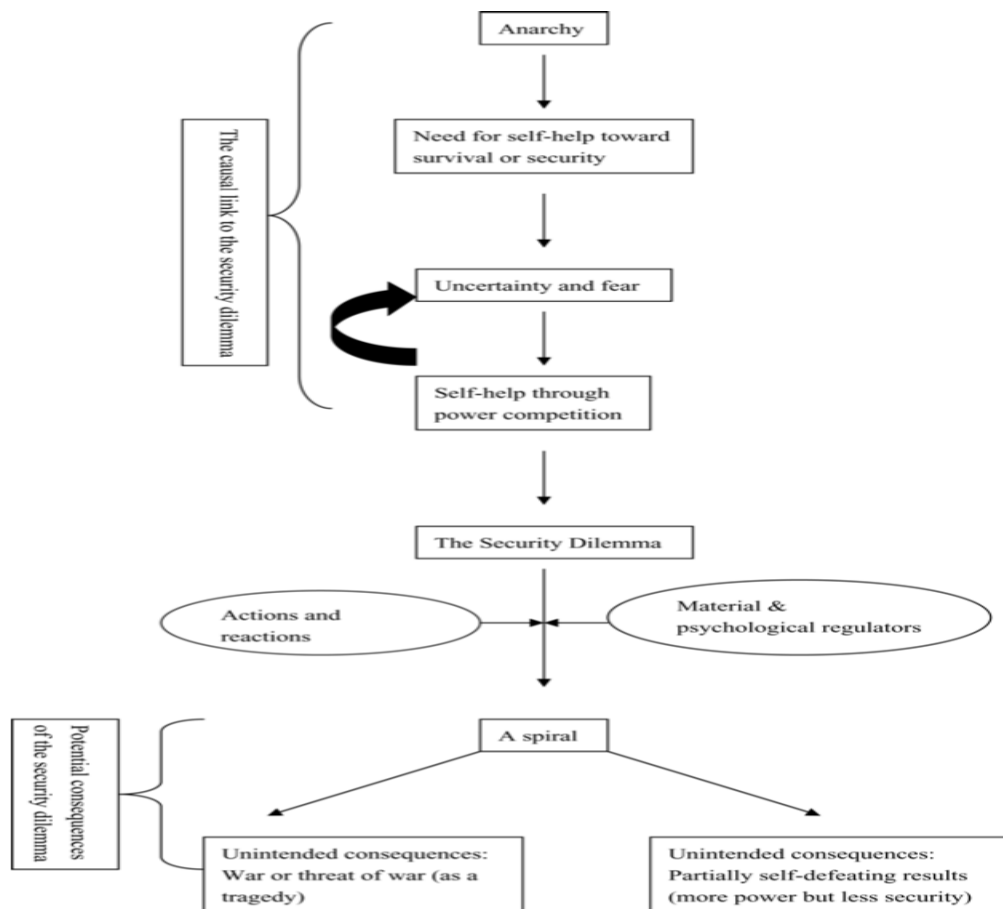 Anarchy
The causal link to the security dilemma
Need for self-help toward
survival or security
Uncertainty and fear
Self-help through
power competition
The Security Dilemma
Actions and
reactions
Material &
psychological regulators
Potential consequences
of the security dilemma
A spiral
Unintended consequences:
War or threat of war (as a
tragedy)
Unintended consequences:
Partially self-defeating results
(more power but less security)